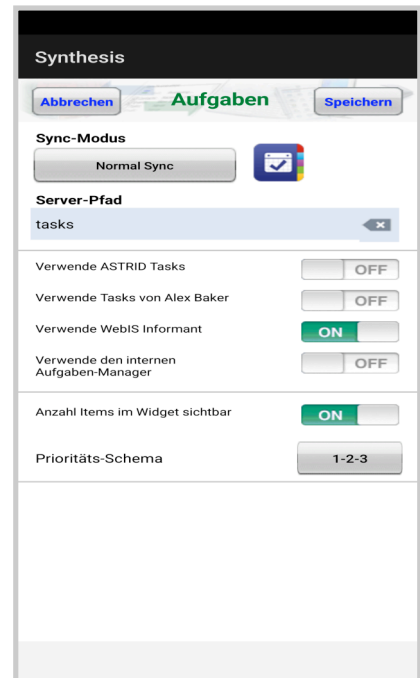 Synthesis
Abbrechen Aufgaben Speichern
Sync-Modus
Normal Sync
Server-Pfad
tasks
Verwende ASTRID Tasks OFF
Verwende Tasks von Alex Baker OFF
Verwende WebIS Informant ON
Verwende den internen
Aufgaben-Manager OFF
Anzahl Items im Widget sichtbar ON
Prioritäts-Schema 1-2-3